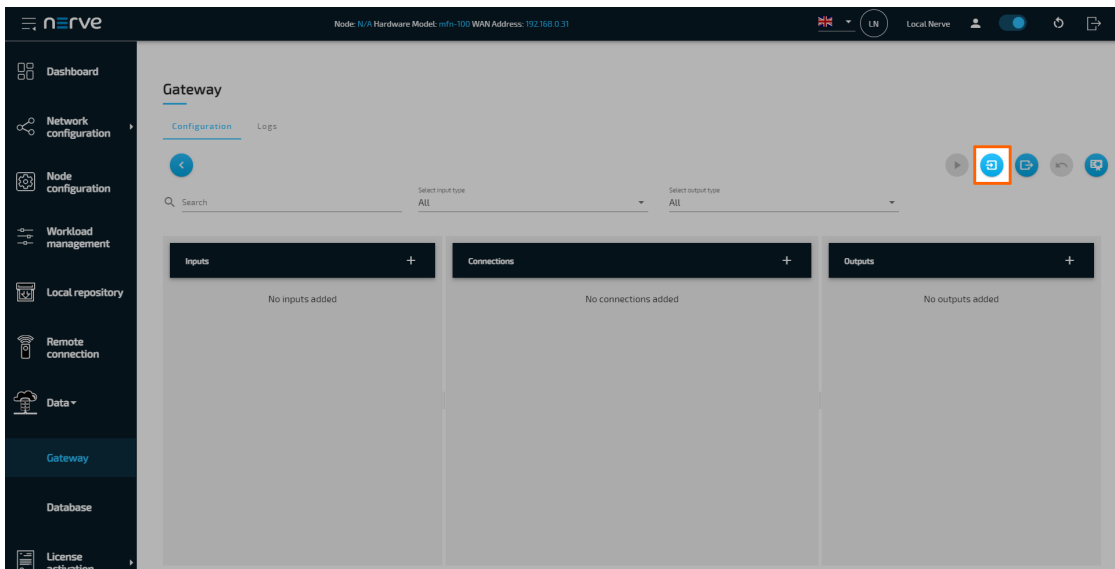 nerve
Node: N/A Hardware Model: mfn-100 WAN Address: 192.168.0.31
LN
Local Nerve
Dashboard
Network
configuration
Node
configuration
Workload
management
Local repository
Remote
connection
Data
Gateway
Database
License
activation
Gateway
Configuration Logs
Search
Select input type
All
Select output type
All
Inputs +
Connections +
Outputs +
No inputs added
No connections added
No outputs added